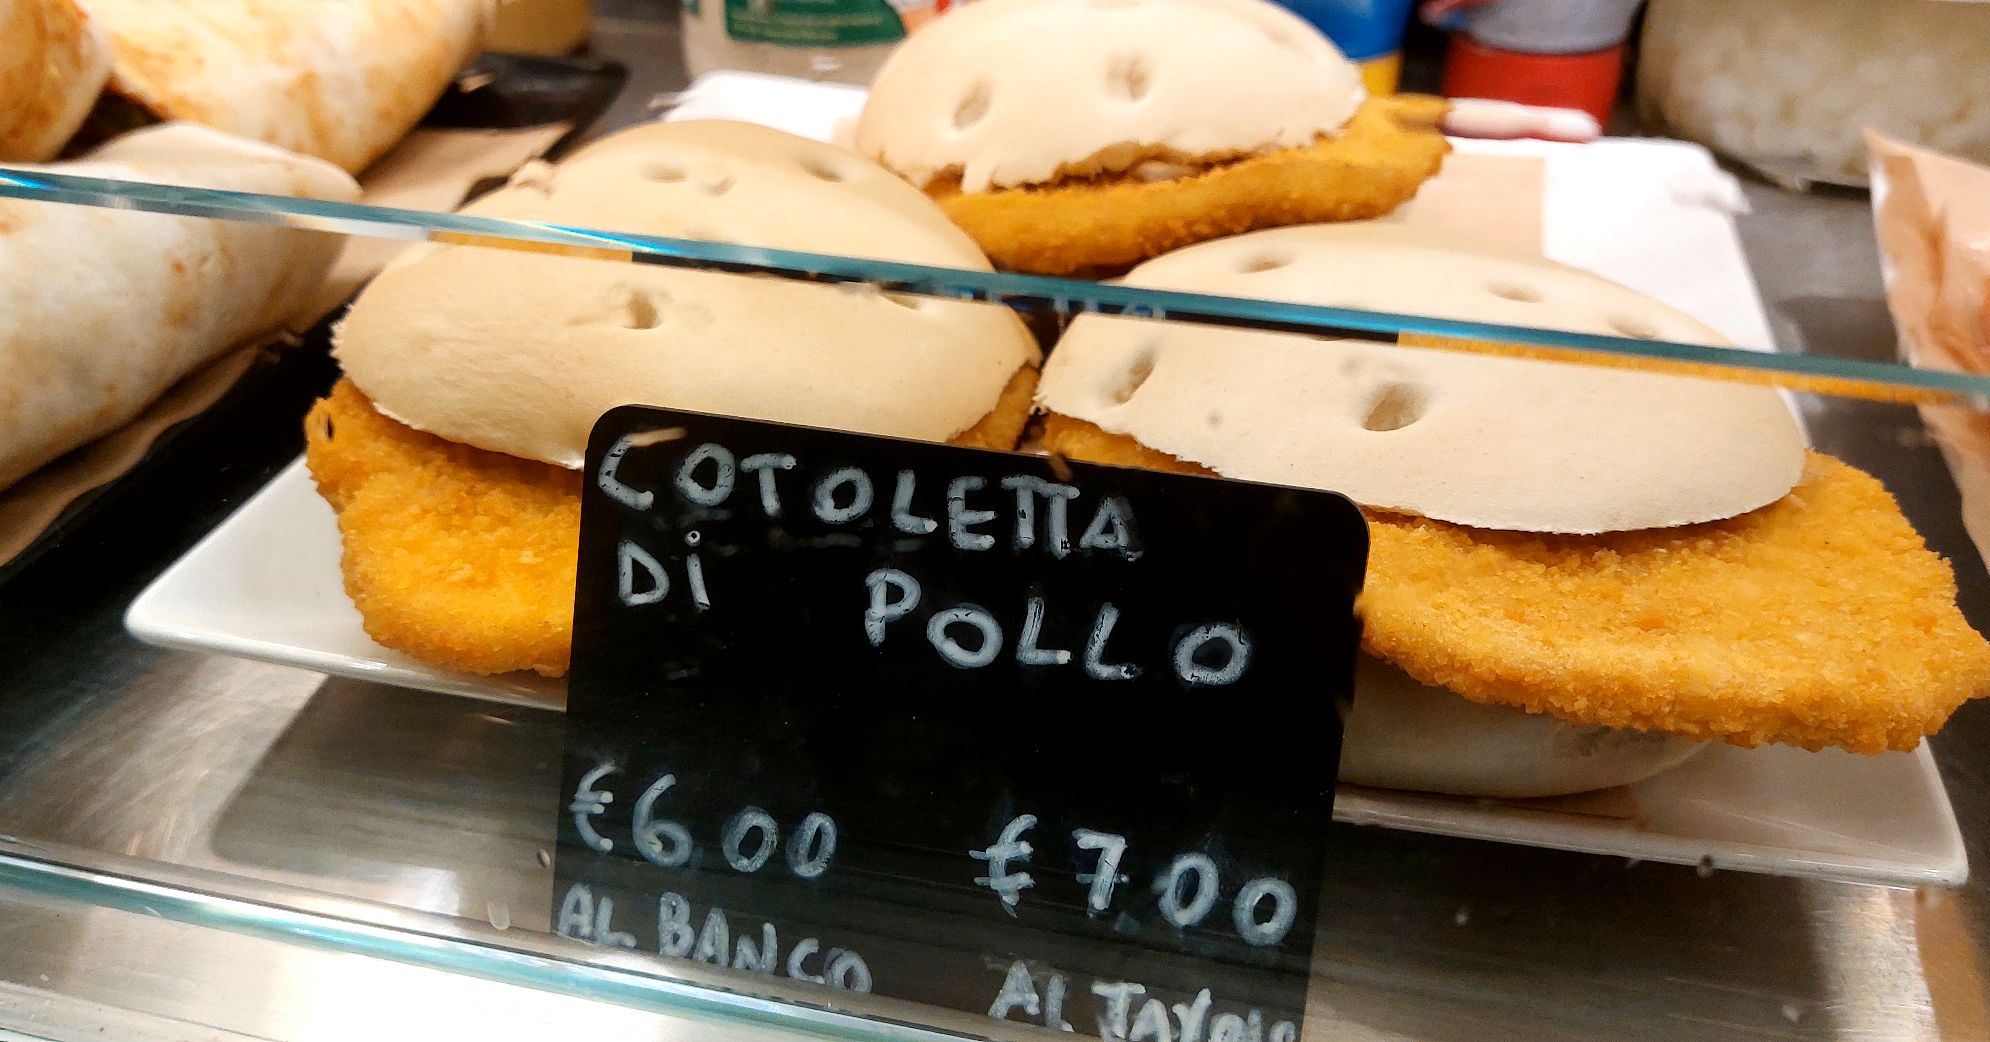 COTOLETTA
Di POLLO
€6 00 €7 00
AL BANCO AL TAVOLO